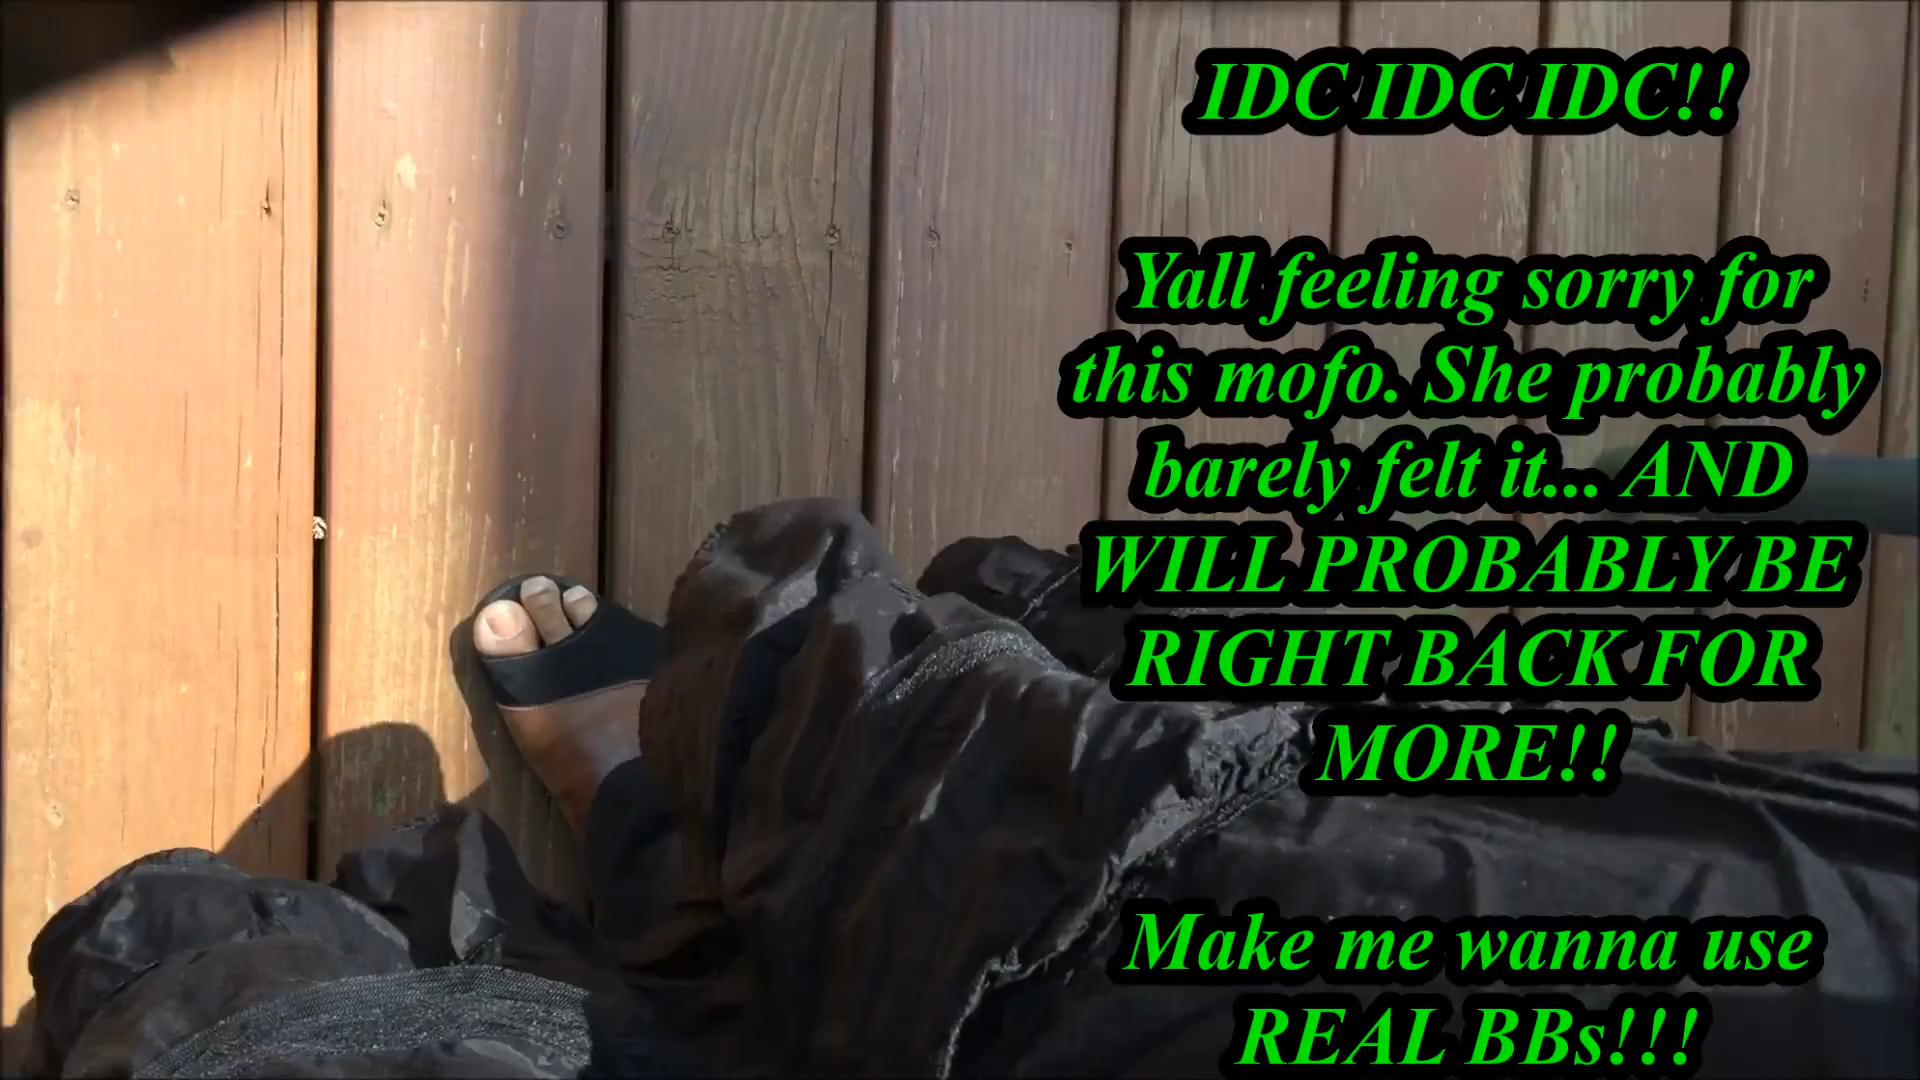 IDC IDC IDC!!
Yall feeling sorry for
this mofo. She probably
barely felt it... AND
WILL PROBABLY BE
RIGHT BACK FOR
MORE!!
Make me wanna use
REAL BBs!!!